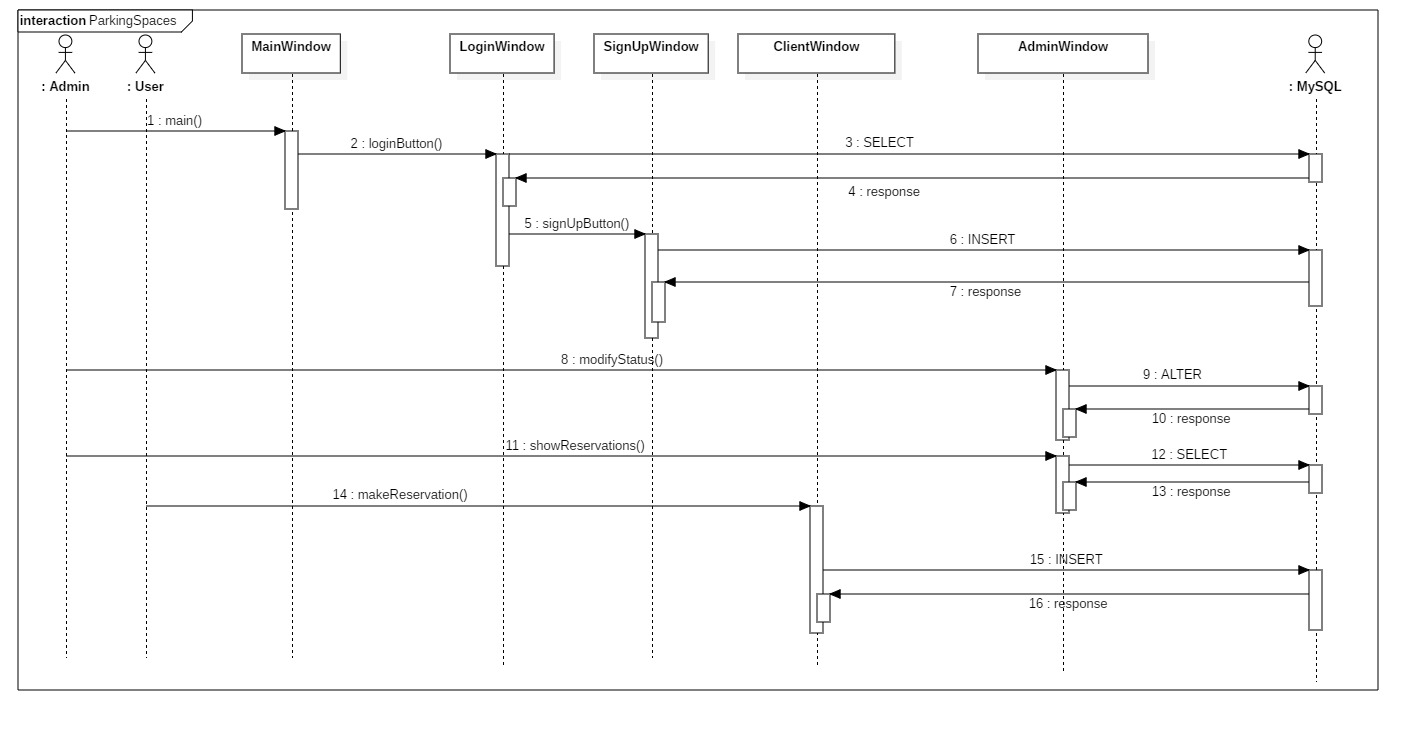 interaction ParkingSpaces
MainWindow
LoginWindow
SignUpWindow
ClientWindow
AdminWindow
: Admin
: User
: MySQL
1 : main()
2 : loginButton()
3 : SELECT
4 : response
5 : signUpButton()
6 : INSERT
7 : response
8 : modifyStatus()
9 : ALTER
10 : response
11 : showReservations()
12 : SELECT
13 : response
14 : makeReservation()
15 : INSERT
16 : response